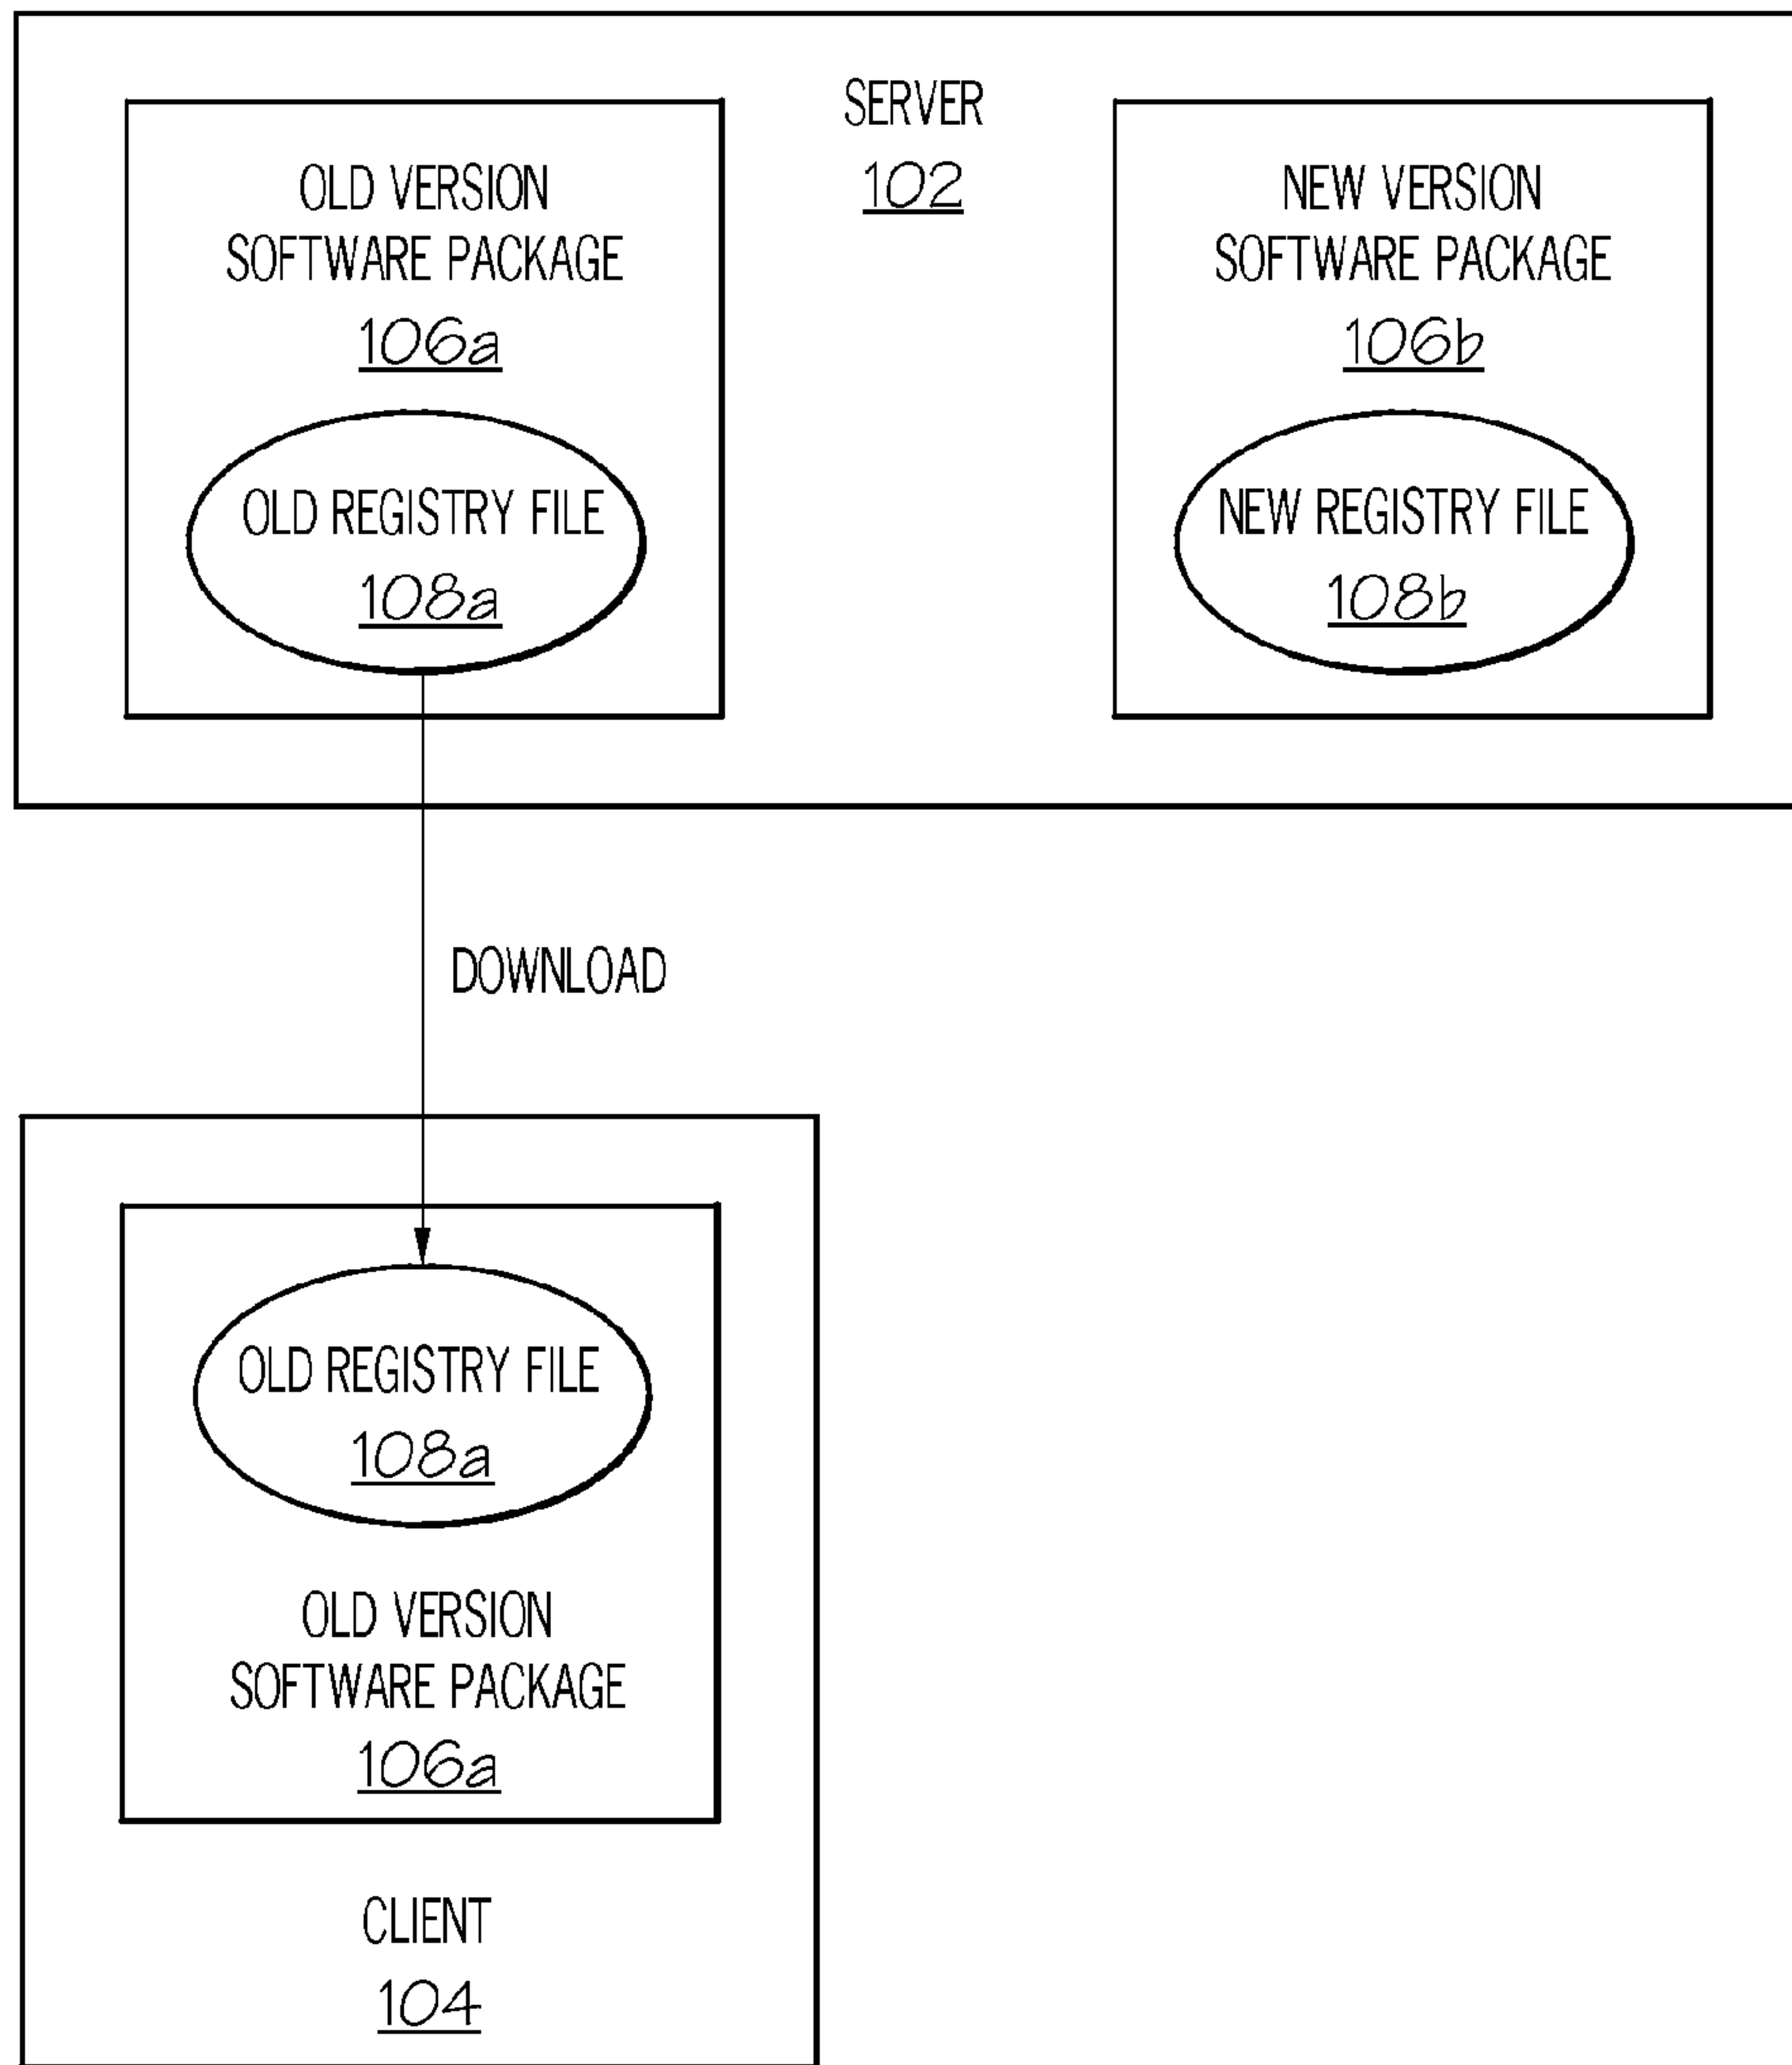 SERVER
102
OLD VERSION
SOFTWARE PACKAGE
106a
OLD REGISTRY FILE
108a
NEW VERSION
SOFTWARE PACKAGE
106b
NEW REGISTRY FILE
108b
DOWNLOAD
OLD REGISTRY FILE
108a
OLD VERSION
SOFTWARE PACKAGE
106a
CLIENT
104